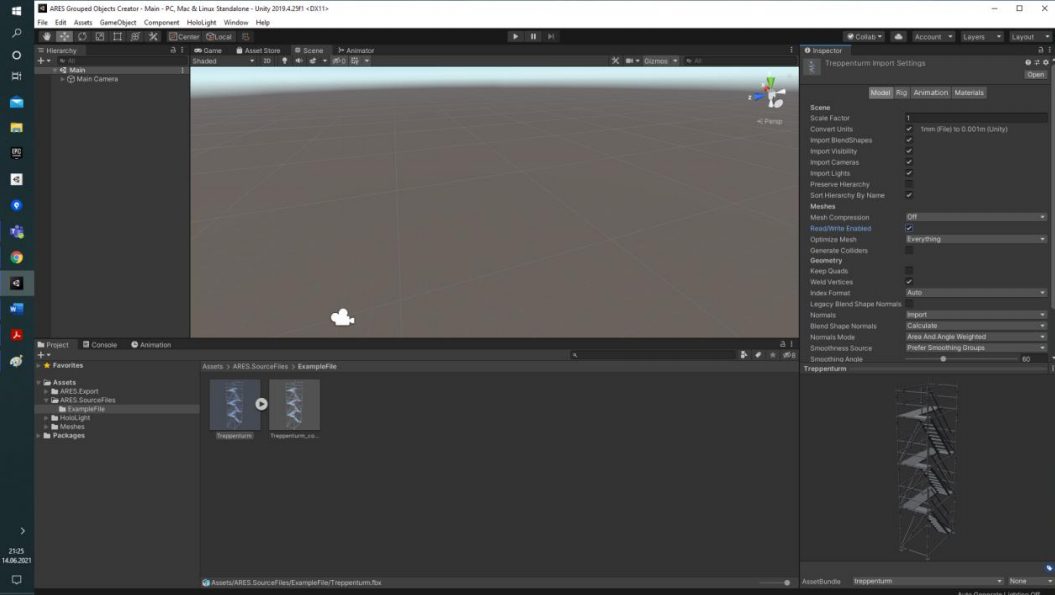 ARES Grouped Objects Creator - Main - PC, Mac & Linux Standalone - Unity 2019.4.29f1 <DX11>
File Edit Assets GameObject Component HoloLight Window Help
Center Local Collab Account Layers Layout
Hierarchy Game Asset Store Scene Animator Inspector
All Shaded 2D 0 Gizmos All
Main
Main Camera
Treppenturm Import Settings
Open
Model Rig Animation Materials
z
Persp
Scene
Scale Factor 1
Convert Units 1mm (File) to 0.001m (Unity)
Import BlendShapes
Import Visibility
Import Cameras
Import Lights
Preserve Hierarchy
Sort Hierarchy By Name
Meshes
Mesh Compression Off
Read/Write Enabled
Optimize Mesh Everything
Generate Colliders
Geometry
Keep Quads
Weld Vertices
Index Format Auto
Legacy Blend Shape Normals
Normals Import
Blend Shape Normals Calculate
Normals Mode Area And Angle Weighted
Smoothness Source Prefer Smoothing Groups
Smoothing Angle 60
Treppenturm
Project Console Animation
Favorites
Assets
ARES.Export
ARES.SourceFiles
ExampleFile
HoloLight
Meshes
Packages
Assets > ARES.SourceFiles > ExampleFile
Treppenturm Treppenturm_co...
Assets/ARES.SourceFiles/ExampleFile/Treppenturm.fbx
AssetBundle treppenturm None
Auto Generate Lighting Off
EPIC
21:25
14.06.2021